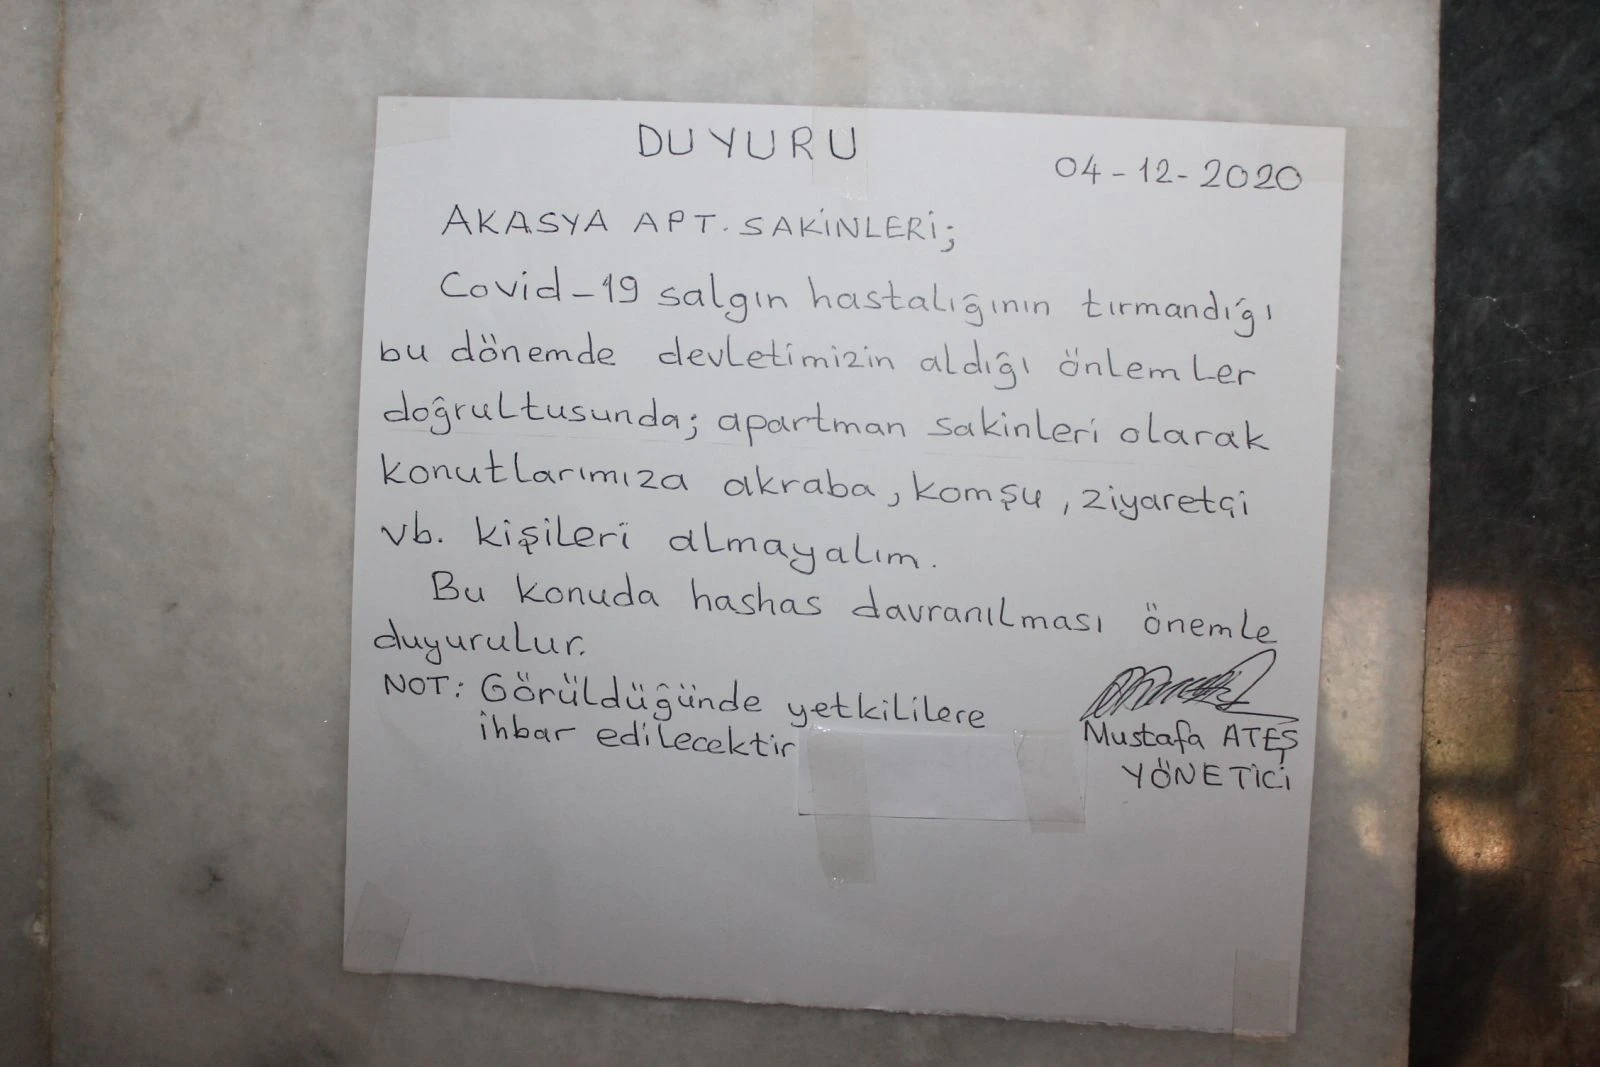 DUYURU
04-12-2020
AKASYA APT. SAKİNLERİ;
Covid-19 salgın hastalığının tırmandığı
bu dönemde devletimizin aldığı önlemler
doğrultusunda; apartman sakinleri olarak
konutlarımıza akraba, komşu, ziyaretçi
vb. kişileri almayalım.
Bu konuda hashas davranılması önemle
duyurulur.
NOT: Görüldüğünde yetkililere
ihbar edilecektir
Mustafa ATEŞ
YÖNETİCİ